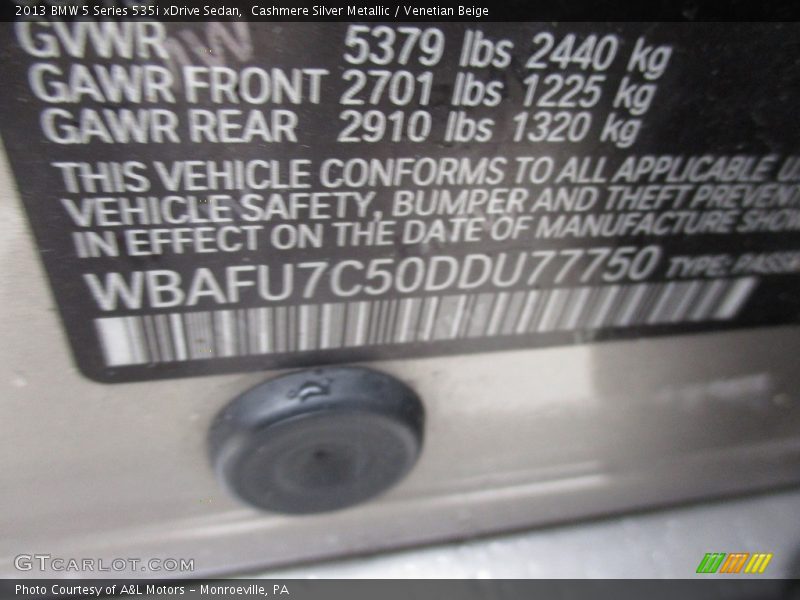 2013 BMW 5 Series 535i xDrive Sedan,  Cashmere Silver Metallic / Venetian Beige
GVWR 5379 lbs 2440 kg
GAWR FRONT 2701 lbs 1225 kg
GAWR REAR 2910 lbs 1320 kg
THIS VEHICLE CONFORMS TO ALL APPLICABLE U
VEHICLE SAFETY, BUMPER AND THEFT PREVENT
IN EFFECT ON THE DATE OF MANUFACTURE SHOW
WBAFU7C50DDU77750 TYPE: PASSE
GTCARLOT.COM
Photo Courtesy of A&L Motors - Monroeville, PA